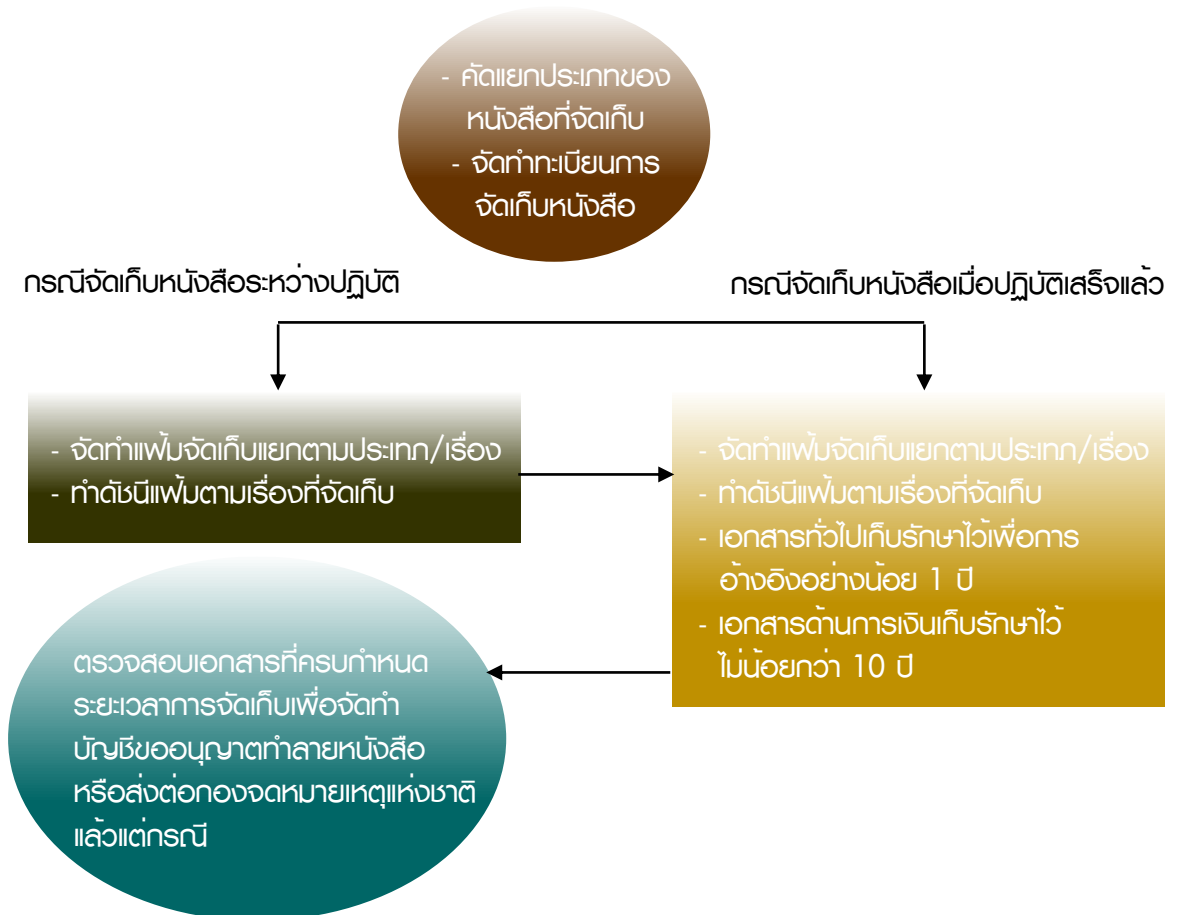 - คัดแยกประเภทของ
หนังสือที่จัดเก็บ
- จัดทำทะเบียนการ
จัดเก็บหนังสือ
กรณีจัดเก็บหนังสือระหว่างปฏิบัติ
กรณีจัดเก็บหนังสือเมื่อปฏิบัติเสร็จแล้ว
- จัดทำแฟ้มจัดเก็บแยกตามประเทภ/เรื่อง
- ทำดัชนีแฟ้มตามเรื่องที่จัดเก็บ
- จัดทำแฟ้มจัดเก็บแยกตามประเทภ/เรื่อง
- ทำดัชนีแฟ้มตามเรื่องที่จัดเก็บ
- เอกสารทั่วไปเก็บรักษาไว้เพื่อการ
อ้างอิงอย่างน้อย 1 ปี
- เอกสารด้านการเงินเก็บรักษาไว้
ไม่น้อยกว่า 10 ปี
ตรวจสอบเอกสารที่ครบกำหนด
ระยะเวลาการจัดเก็บเพื่อจัดทำ
บัญชีขออนุญาตทำลายหนังสือ
หรือส่งต่อกองจดหมายเหตุแห่งชาติ
แล้วแต่กรณี